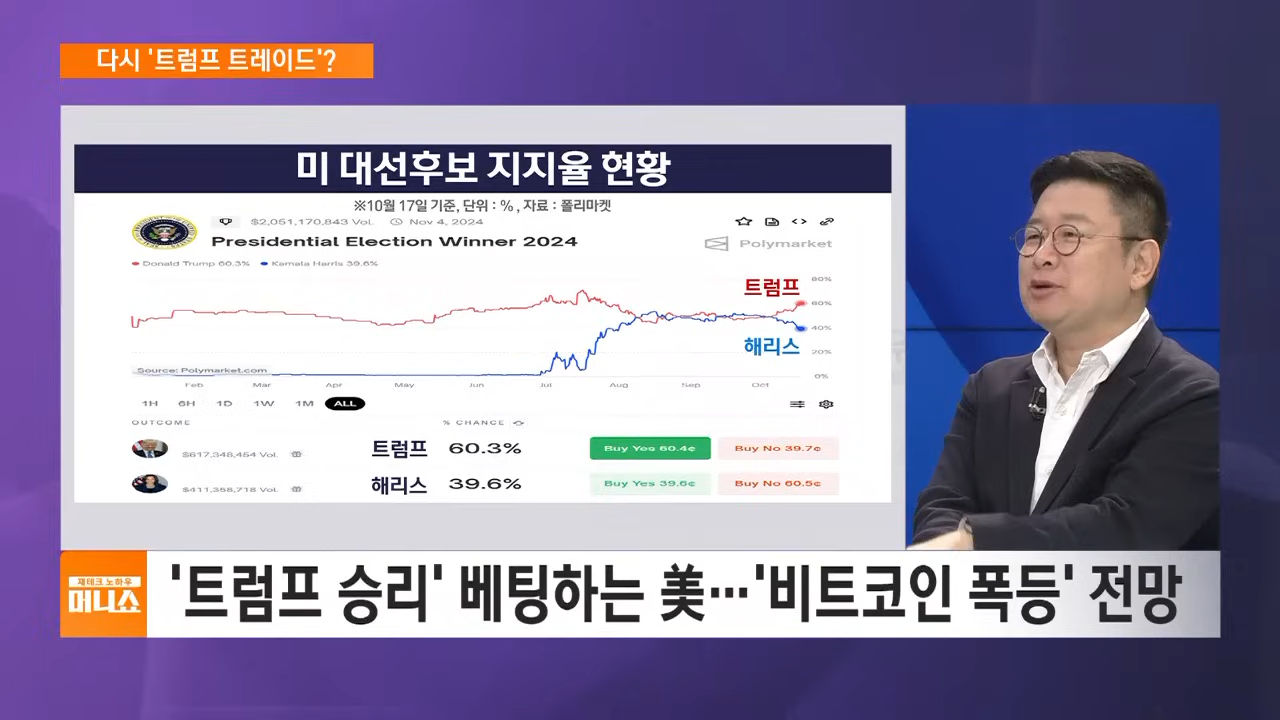 다시 '트럼프 트레이드'?
미 대선후보 지지율 현황
※10월 17일 기준, 단위 : %, 자료 : 폴리마켓
$2,051,170,843 Vol. Nov 4, 2024
Presidential Election Winner 2024
Polymarket
Donald Trump 60.3% Kamala Harris 39.6%
80%
트럼프
60%
40%
해리스
20%
Source: Polymarket.com
0%
Feb Mar Apr May Jun Jul Aug Sep Oct
1H 6H 1D 1W 1M ALL
OUTCOME % CHANCE
$617,348,454 Vol. 트럼프 60.3% Buy Yes 60.4¢ Buy No 39.7¢
$411,358,718 Vol. 해리스 39.6% Buy Yes 39.6¢ Buy No 60.5¢
재테크 노하우
머니쇼
'트럼프 승리' 베팅하는 美…'비트코인 폭등' 전망